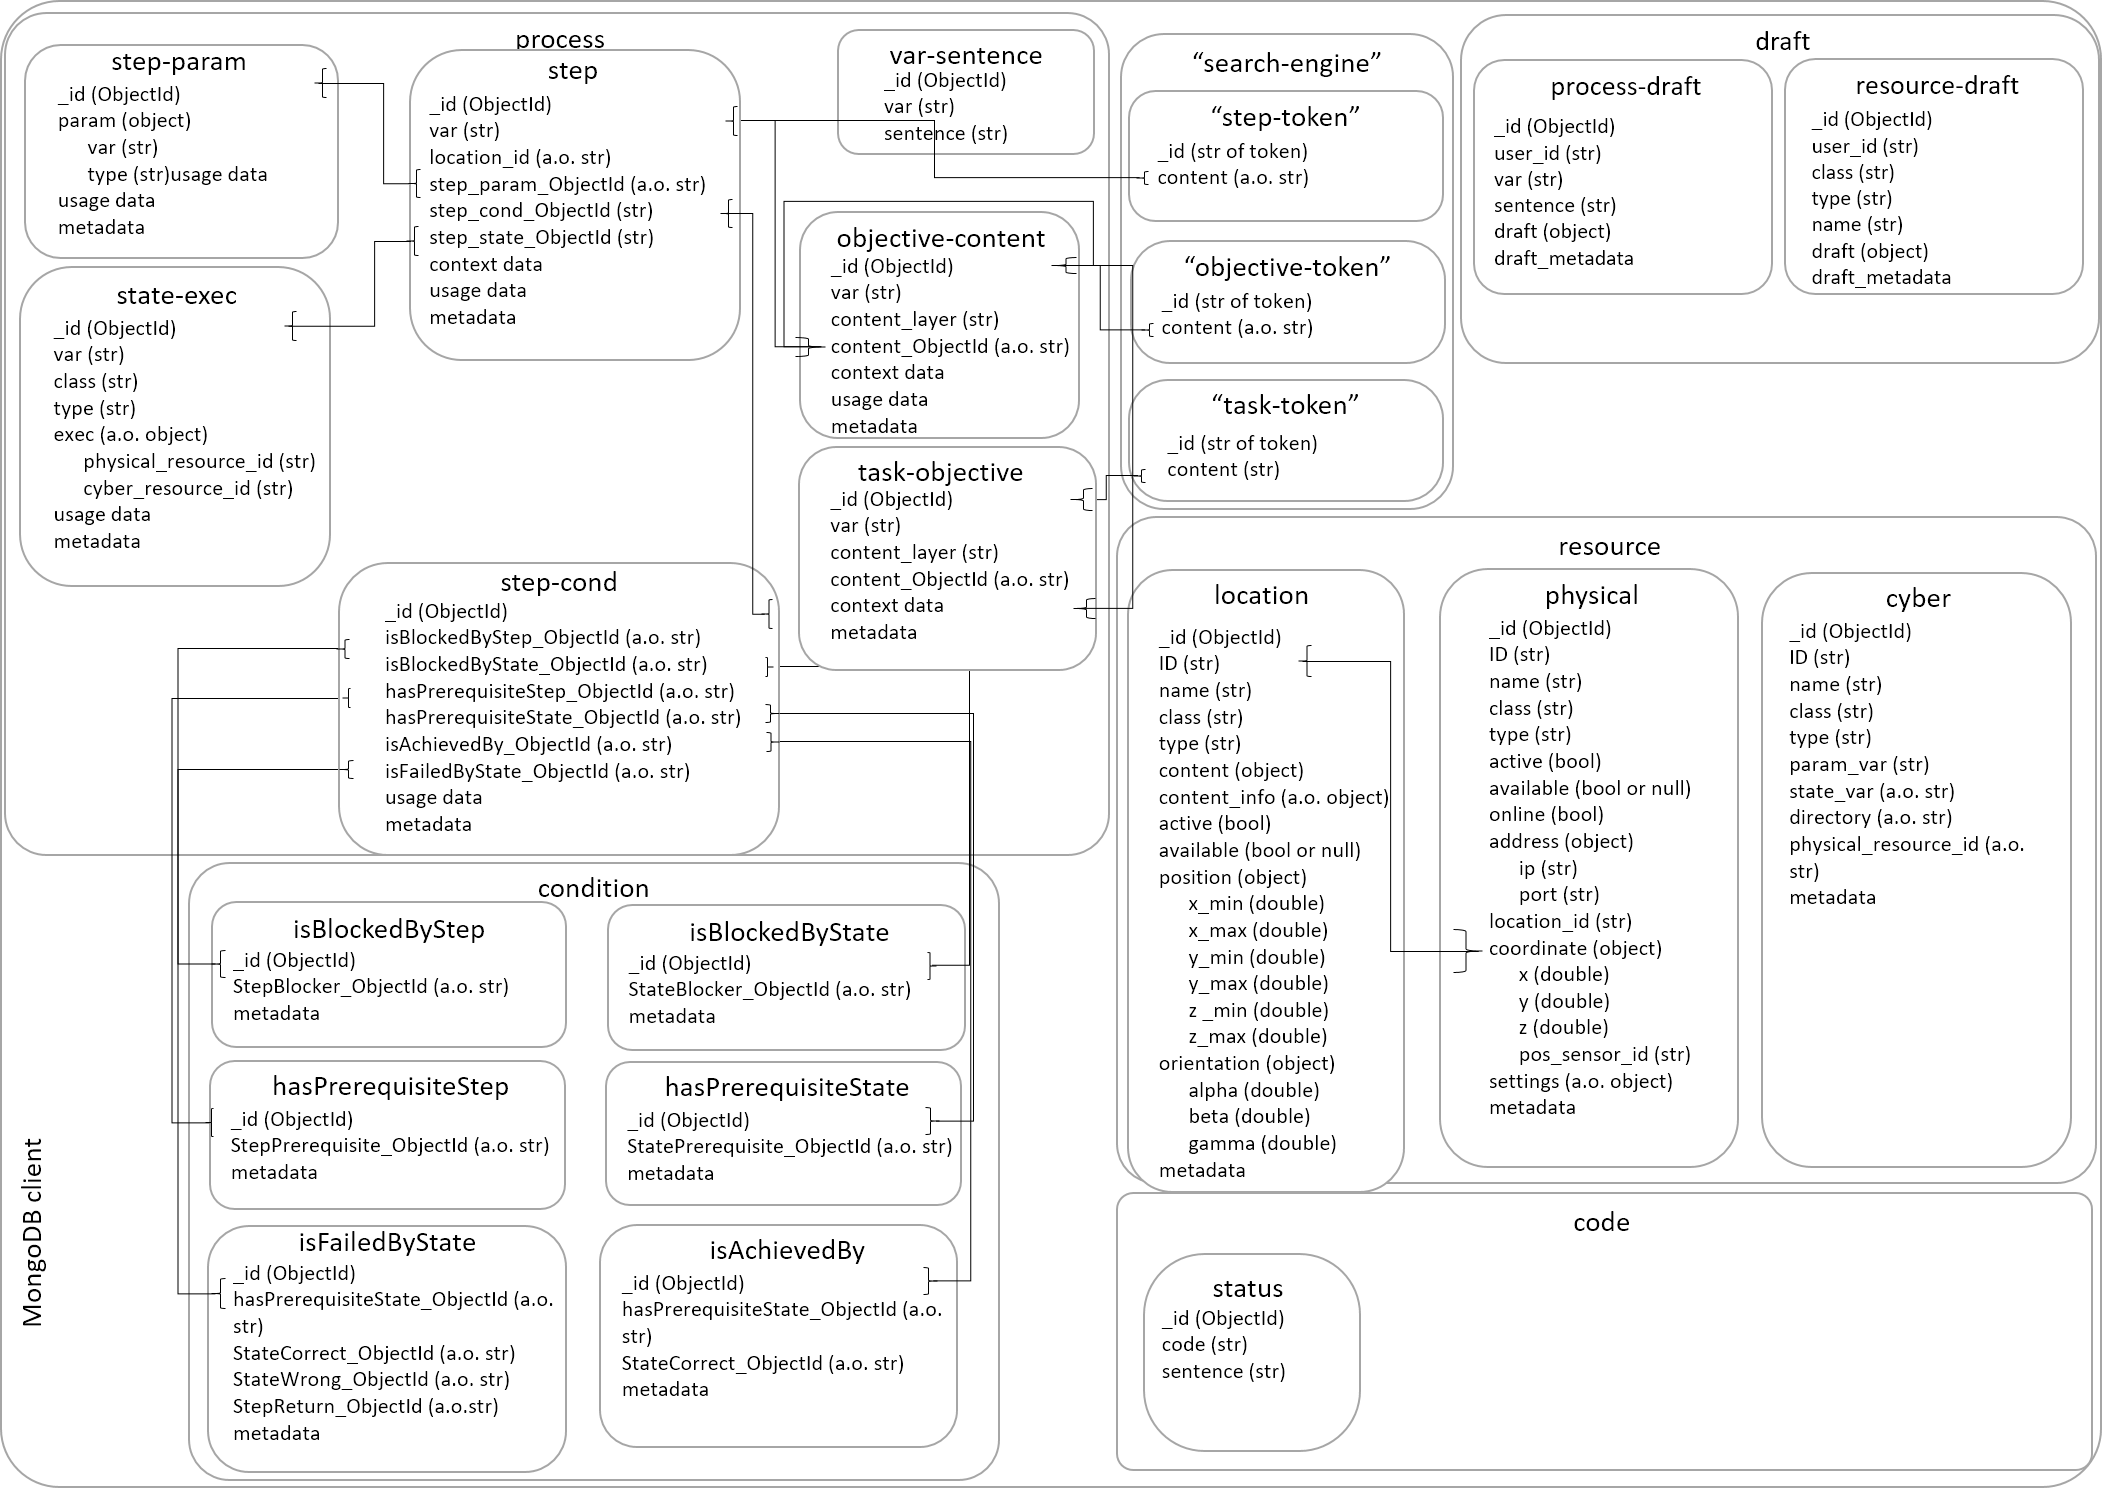 process
step-param
_id (ObjectId)
param (object)
var (str)
type (str)usage data
usage data
metadata
step
_id (ObjectId)
var (str)
location_id (a.o. str)
step_param_ObjectId (a.o. str)
step_cond_ObjectId (str)
step_state_ObjectId (str)
context data
usage data
metadata
var-sentence
_id (ObjectId)
var (str)
sentence (str)
state-exec
_id (ObjectId)
var (str)
class (str)
type (str)
exec (a.o. object)
physical_resource_id (str)
cyber_resource_id (str)
usage data
metadata
objective-content
_id (ObjectId)
var (str)
content_layer (str)
content_ObjectId (a.o. str)
context data
usage data
metadata
task-objective
_id (ObjectId)
var (str)
content_layer (str)
content_ObjectId (a.o. str)
context data
metadata
step-cond
_id (ObjectId)
isBlockedByStep_ObjectId (a.o. str)
isBlockedByState_ObjectId (a.o. str)
hasPrerequisiteStep_ObjectId (a.o. str)
hasPrerequisiteState_ObjectId (a.o. str)
isAchievedBy_ObjectId (a.o. str)
isFailedByState_ObjectId (a.o. str)
usage data
metadata
“search-engine”
“step-token”
_id (str of token)
content (a.o. str)
“objective-token”
_id (str of token)
content (a.o. str)
“task-token”
_id (str of token)
content (str)
draft
process-draft
_id (ObjectId)
user_id (str)
var (str)
sentence (str)
draft (object)
draft_metadata
resource-draft
_id (ObjectId)
user_id (str)
class (str)
type (str)
name (str)
draft (object)
draft_metadata
resource
location
_id (ObjectId)
ID (str)
name (str)
class (str)
type (str)
content (object)
content_info (a.o. object)
active (bool)
available (bool or null)
position (object)
x_min (double)
x_max (double)
y_min (double)
y_max (double)
z _min (double)
z_max (double)
orientation (object)
alpha (double)
beta (double)
gamma (double)
metadata
physical
_id (ObjectId)
ID (str)
name (str)
class (str)
type (str)
active (bool)
available (bool or null)
online (bool)
address (object)
ip (str)
port (str)
location_id (str)
coordinate (object)
x (double)
y (double)
z (double)
pos_sensor_id (str)
settings (a.o. object)
metadata
cyber
_id (ObjectId)
ID (str)
name (str)
class (str)
type (str)
param_var (str)
state_var (a.o. str)
directory (a.o. str)
physical_resource_id (a.o.
str)
metadata
condition
isBlockedByStep
_id (ObjectId)
StepBlocker_ObjectId (a.o. str)
metadata
isBlockedByState
_id (ObjectId)
StateBlocker_ObjectId (a.o. str)
metadata
hasPrerequisiteStep
_id (ObjectId)
StepPrerequisite_ObjectId (a.o. str)
metadata
hasPrerequisiteState
_id (ObjectId)
StatePrerequisite_ObjectId (a.o. str)
metadata
isFailedByState
_id (ObjectId)
hasPrerequisiteState_ObjectId (a.o.
str)
StateCorrect_ObjectId (a.o. str)
StateWrong_ObjectId (a.o. str)
StepReturn_ObjectId (a.o.str)
metadata
isAchievedBy
_id (ObjectId)
hasPrerequisiteState_ObjectId (a.o.
str)
StateCorrect_ObjectId (a.o. str)
metadata
code
status
_id (ObjectId)
code (str)
sentence (str)
MongoDB client